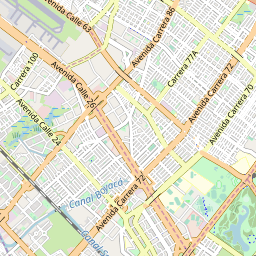 Avenida Calle 63
Avenida Carrera 86
Carrera 100
Avenida Calle 26
Carrera 77A
Avenida Carrera 72
Carrera 70
Avenida Calle 24
Canal Boyacá
Avenida Carrera 72
Canal S